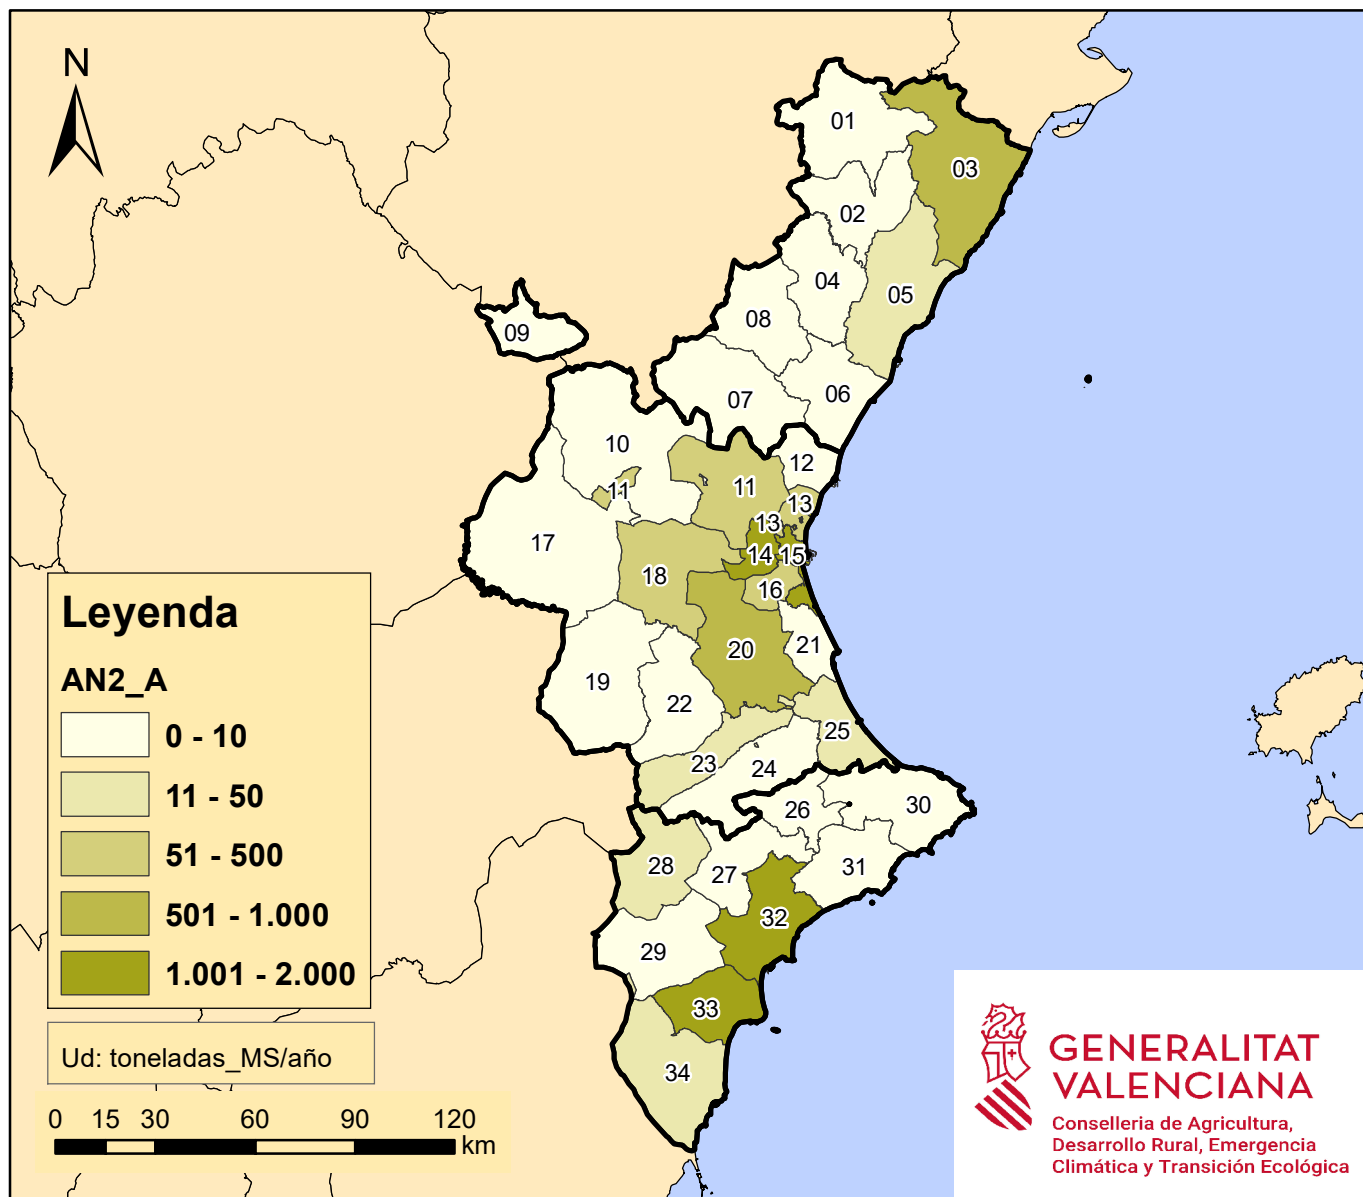 N
01
03
02
04
05
08
09
06
07
10
12
11
11
13
13
17
14
15
18
16
20
21
19
22
25
23
24
30
26
28
27
31
32
29
33
34
Leyenda
AN2_A
0 - 10
11 - 50
51 - 500
501 - 1.000
1.001 - 2.000
Ud: toneladas_MS/año
0 15 30 60 90 120
km
GENERALITAT
VALENCIANA
Conselleria de Agricultura,
Desarrollo Rural, Emergencia
Climática y Transición Ecológica